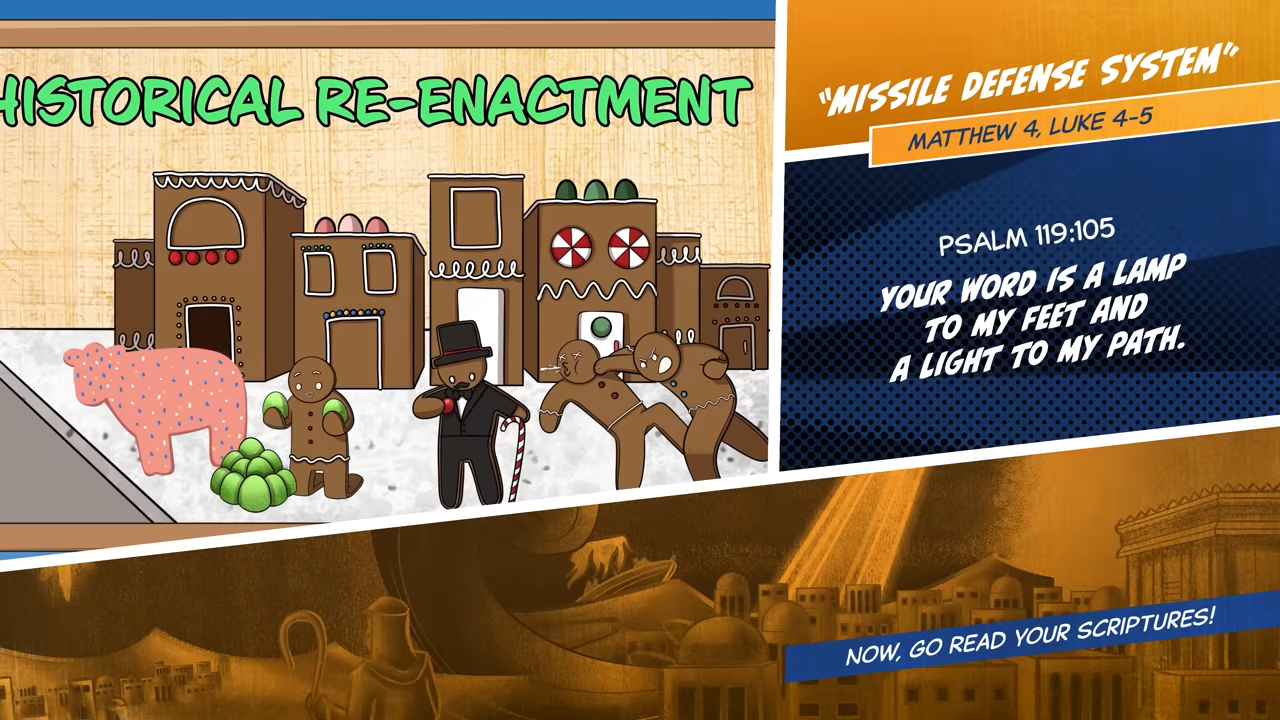 HISTORICAL RE-ENACTMENT
"MISSILE DEFENSE SYSTEM"
MATTHEW 4, LUKE 4-5
PSALM 119:105
YOUR WORD IS A LAMP
TO MY FEET AND
A LIGHT TO MY PATH.
NOW, GO READ YOUR SCRIPTURES!